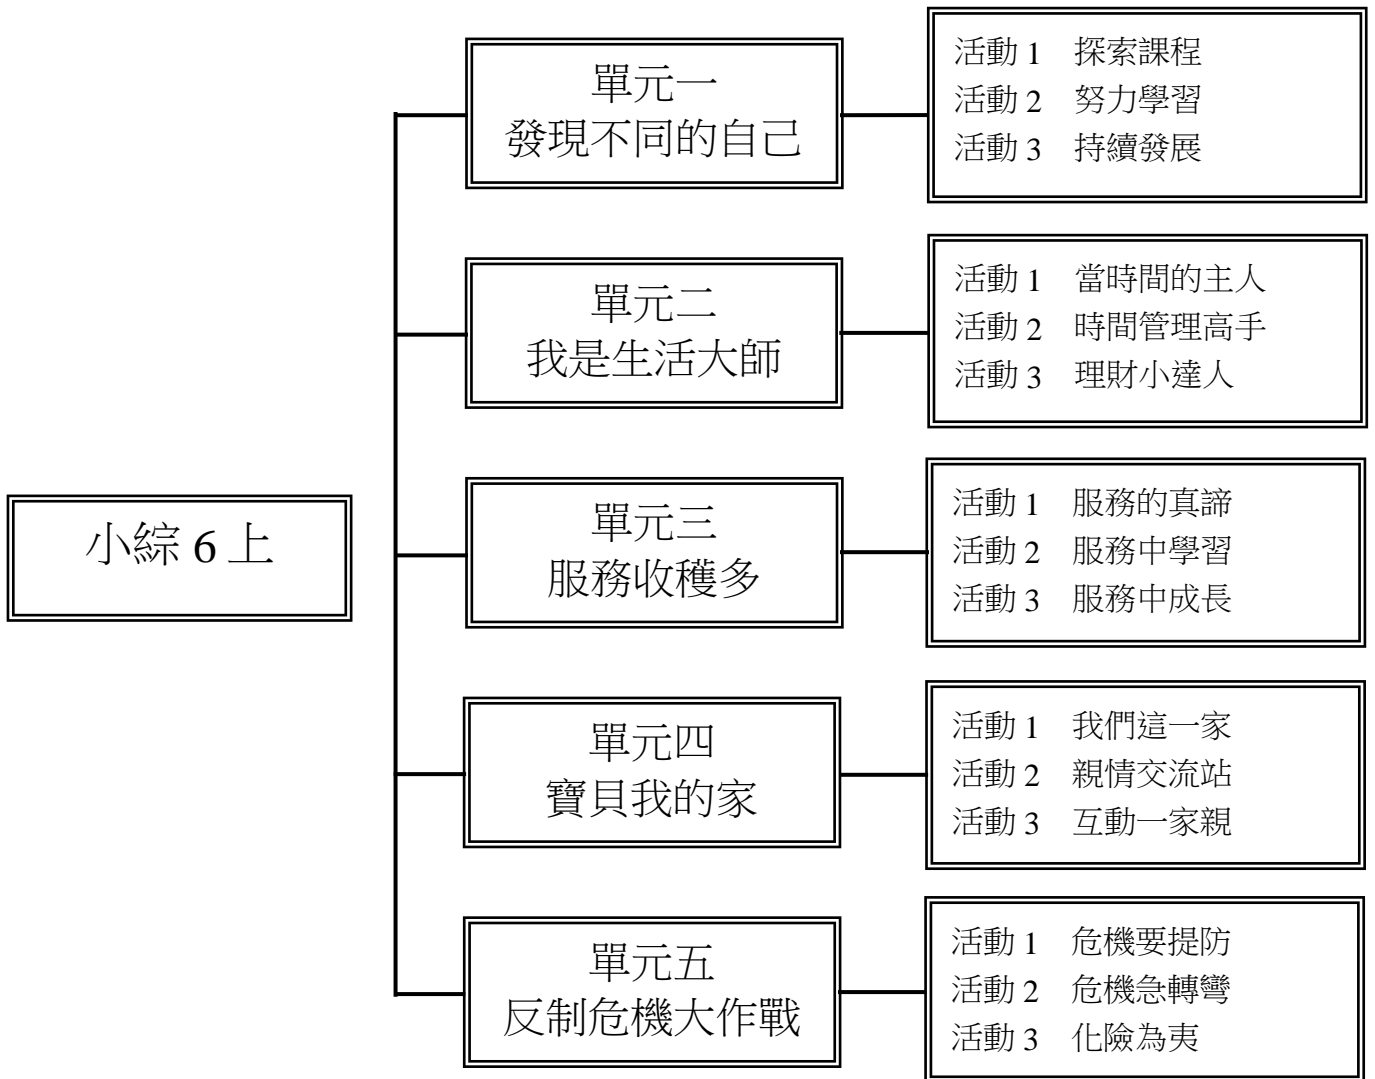 小綜 6 上
單元一
發現不同的自己
活動 1 探索課程
活動 2 努力學習
活動 3 持續發展
單元二
我是生活大師
活動 1 當時間的主人
活動 2 時間管理高手
活動 3 理財小達人
單元三
服務收穫多
活動 1 服務的真諦
活動 2 服務中學習
活動 3 服務中成長
單元四
寶貝我的家
活動 1 我們這一家
活動 2 親情交流站
活動 3 互動一家親
單元五
反制危機大作戰
活動 1 危機要提防
活動 2 危機急轉彎
活動 3 化險為夷